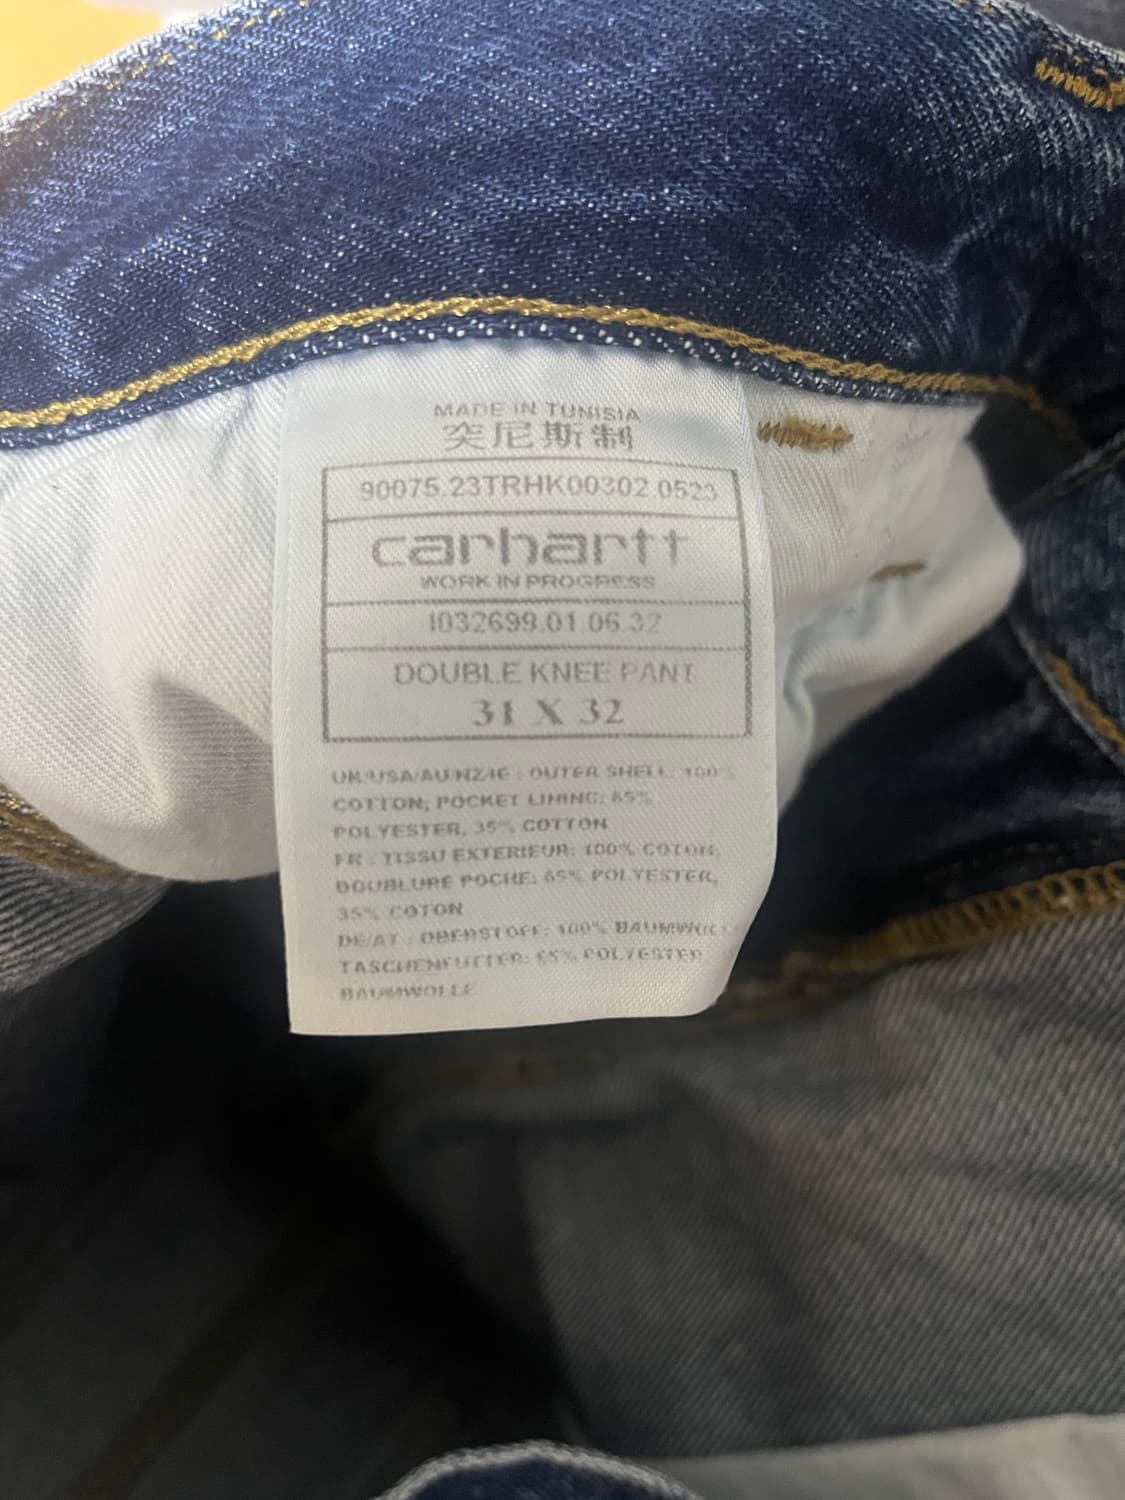 MADE IN TUNISIA
突尼斯制
90075.23TRHK00302 0523
carhartt
WORK IN PROGRESS
I032699.01.06.32
DOUBLE KNEE PANT
31 X 32
UK/USA/AU/NZ/IE : OUTER SHELL: 100%
COTTON; POCKET LINING: 65%
POLYESTER, 35% COTTON
FR : TISSU EXTERIEUR: 100% COTON;
DOUBLURE POCHE: 65% POLYESTER,
35% COTON
DE/AT : OBERSTOFF: 100%
TASCHENFUTTER: 65% POLYESTER
BAUMWOLLE